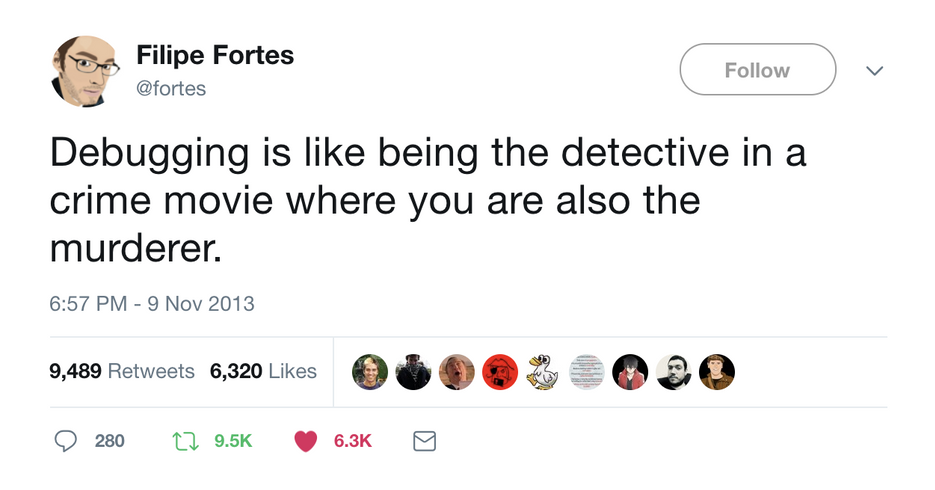 Filipe Fortes
@fortes
Follow
Debugging is like being the detective in a
crime movie where you are also the
murderer.
6:57 PM - 9 Nov 2013
9,489 Retweets 6,320 Likes
280 9.5K 6.3K